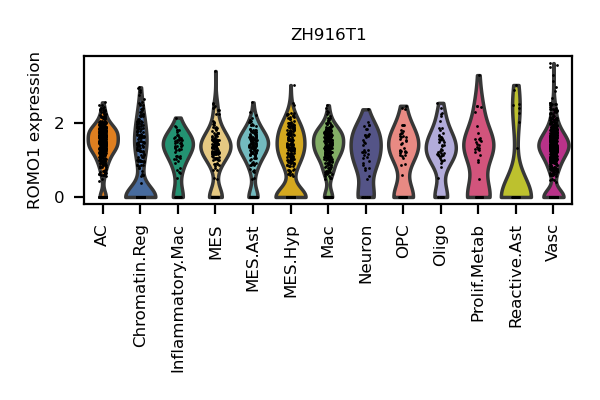 ZH916T1
ROMO1 expression
2
0
AC
Chromatin.Reg
Inflammatory.Mac
MES
MES.Ast
MES.Hyp
Mac
Neuron
OPC
Oligo
Prolif.Metab
Reactive.Ast
Vasc